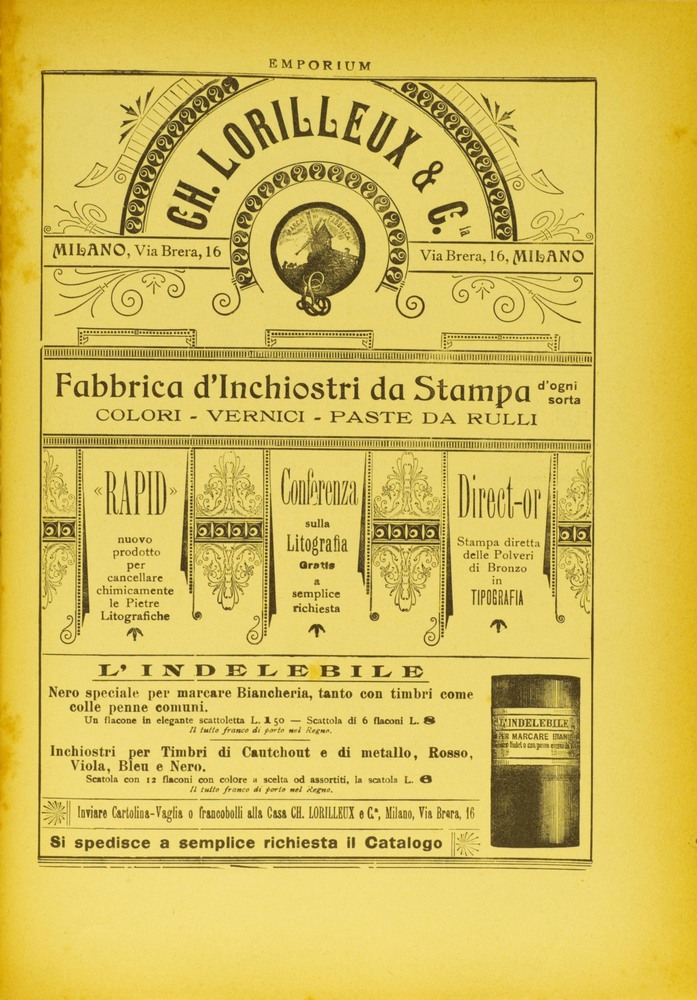 EMPORIUM
CH. LORILLEUX & C.ia
MILANO, Via Brera, 16
Via Brera, 16, MILANO
Fabbrica d'Inchiostri da Stampa d'ogni sorta
COLORI - VERNICI - PASTE DA RULLI
«RAPID»
nuovo
prodotto
per
cancellare
chimicamente
le Pietre
Litografiche
Conferenza
sulla
Litografia
Gratis
a
semplice
richiesta
Direct-or
Stampa diretta
delle Polveri
di Bronzo
in
TIPOGRAFIA
L'INDELEBILE
Nero speciale per marcare Biancheria, tanto con timbri come
colle penne comuni.
Un flacone in elegante scattoletta L. 1 50 — Scattola di 6 flaconi L. 8
Il tutto franco di porto nel Regno.
Inchiostri per Timbri di Cautchout e di metallo, Rosso,
Viola, Bleu e Nero.
Scatola con 12 flaconi con colore a scelta od assortiti, la scatola L. 6
Il tutto franco di porto nel Regno.
L'INDELEBILE
PER MARCARE BIAN
Inviare Cartolina-Vaglia o francobolli alla Casa CH. LORILLEUX e C.ª, Milano, Via Brera, 16
Si spedisce a semplice richiesta il Catalogo